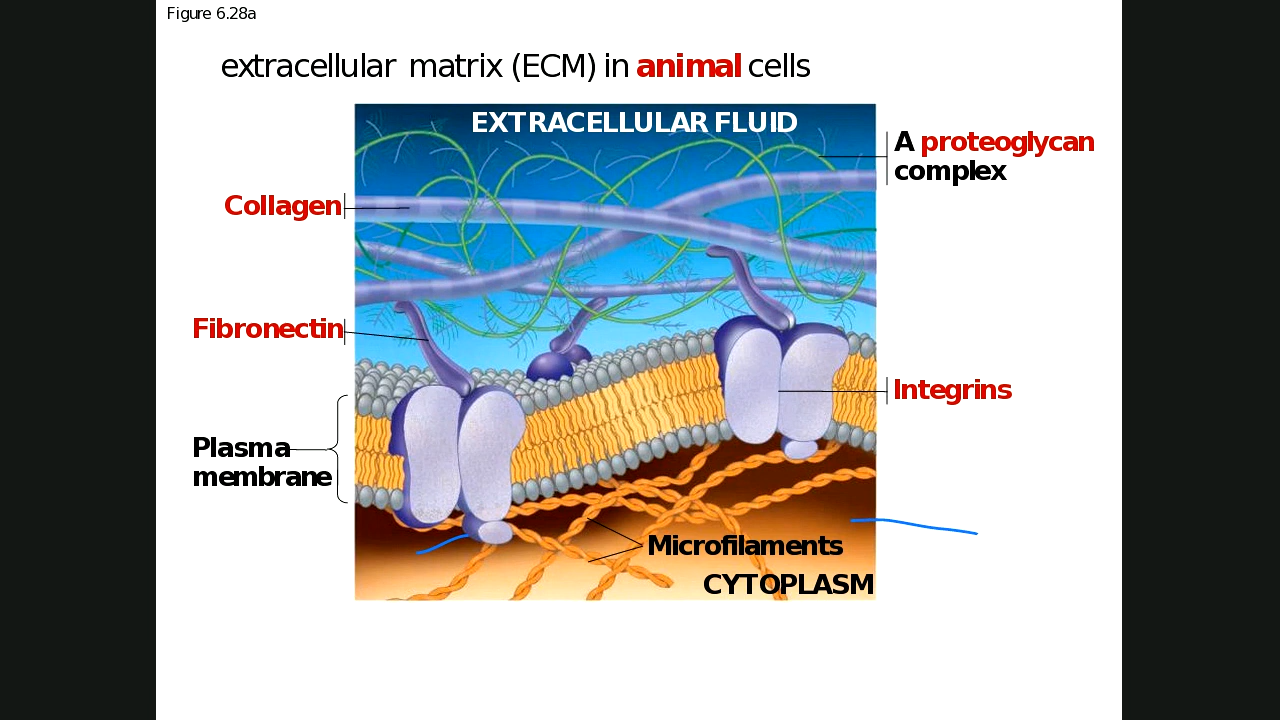 Figure 6.28a
extracellular matrix (ECM) in animal cells
EXTRACELLULAR FLUID
A proteoglycan
complex
Collagen
Fibronectin
Integrins
Plasma
membrane
Microfilaments
CYTOPLASM